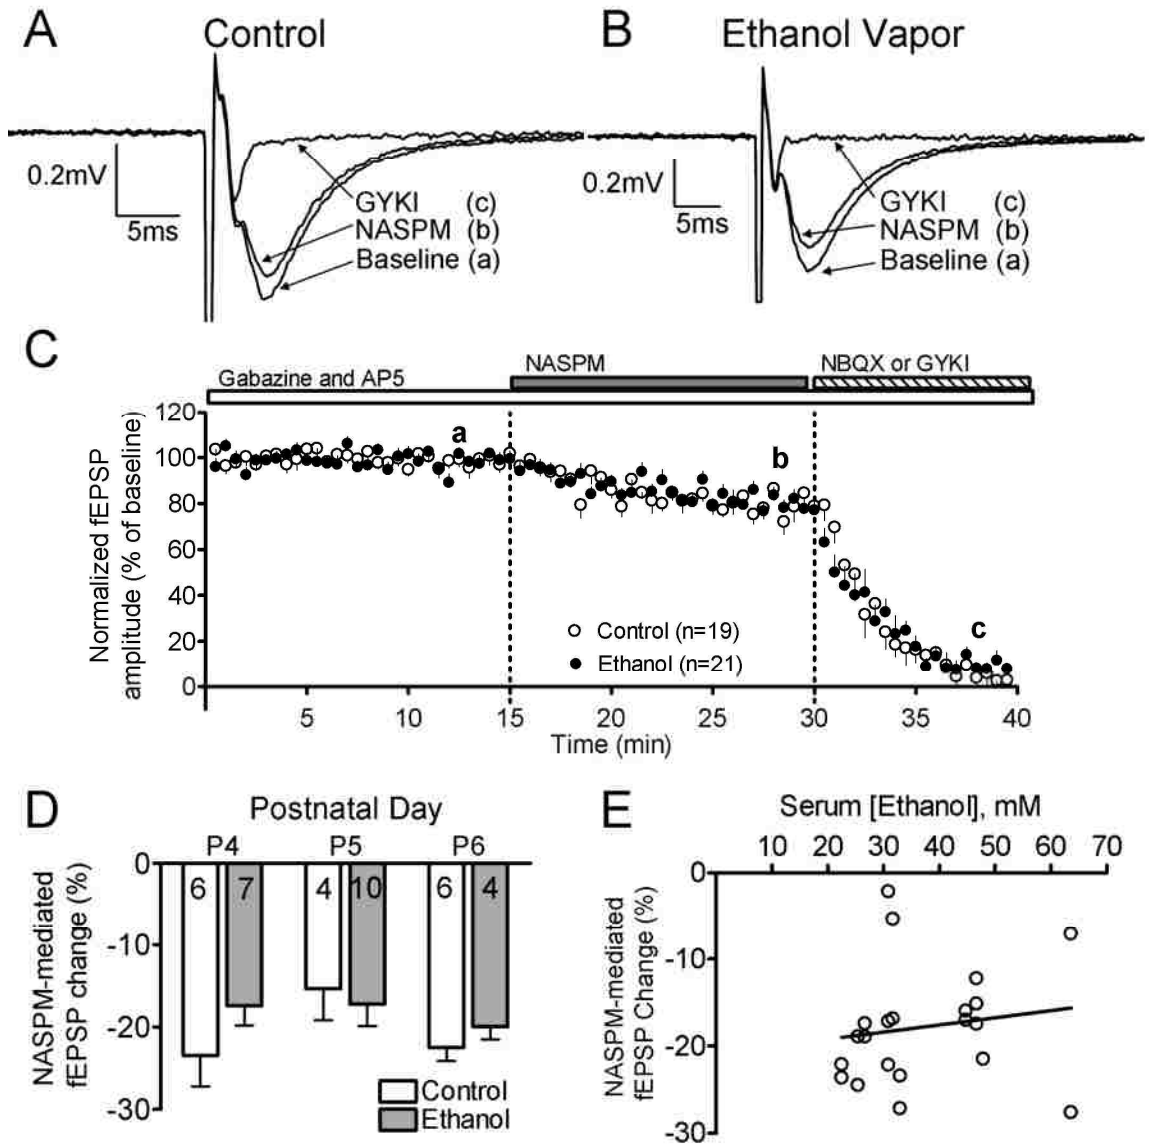 A
Control
0.2mV
5ms
GYKI (c)
NASPM (b)
Baseline (a)
B
Ethanol Vapor
0.2mV
5ms
GYKI (c)
NASPM (b)
Baseline (a)
C
Gabazine and AP5
NASPM
NBQX or GYKI
Normalized fEPSP
amplitude (% of baseline)
120
100
80
60
40
20
0
a
b
c
Control (n=19)
Ethanol (n=21)
5
10
15
20
25
30
35
40
Time (min)
D
Postnatal Day
P4
P5
P6
NASPM-mediated
fEPSP change (%)
0
-10
-20
-30
6
7
4
10
6
4
Control
Ethanol
E
Serum [Ethanol], mM
10
20
30
40
50
60
70
NASPM-mediated
fEPSP Change (%)
0
-10
-20
-30